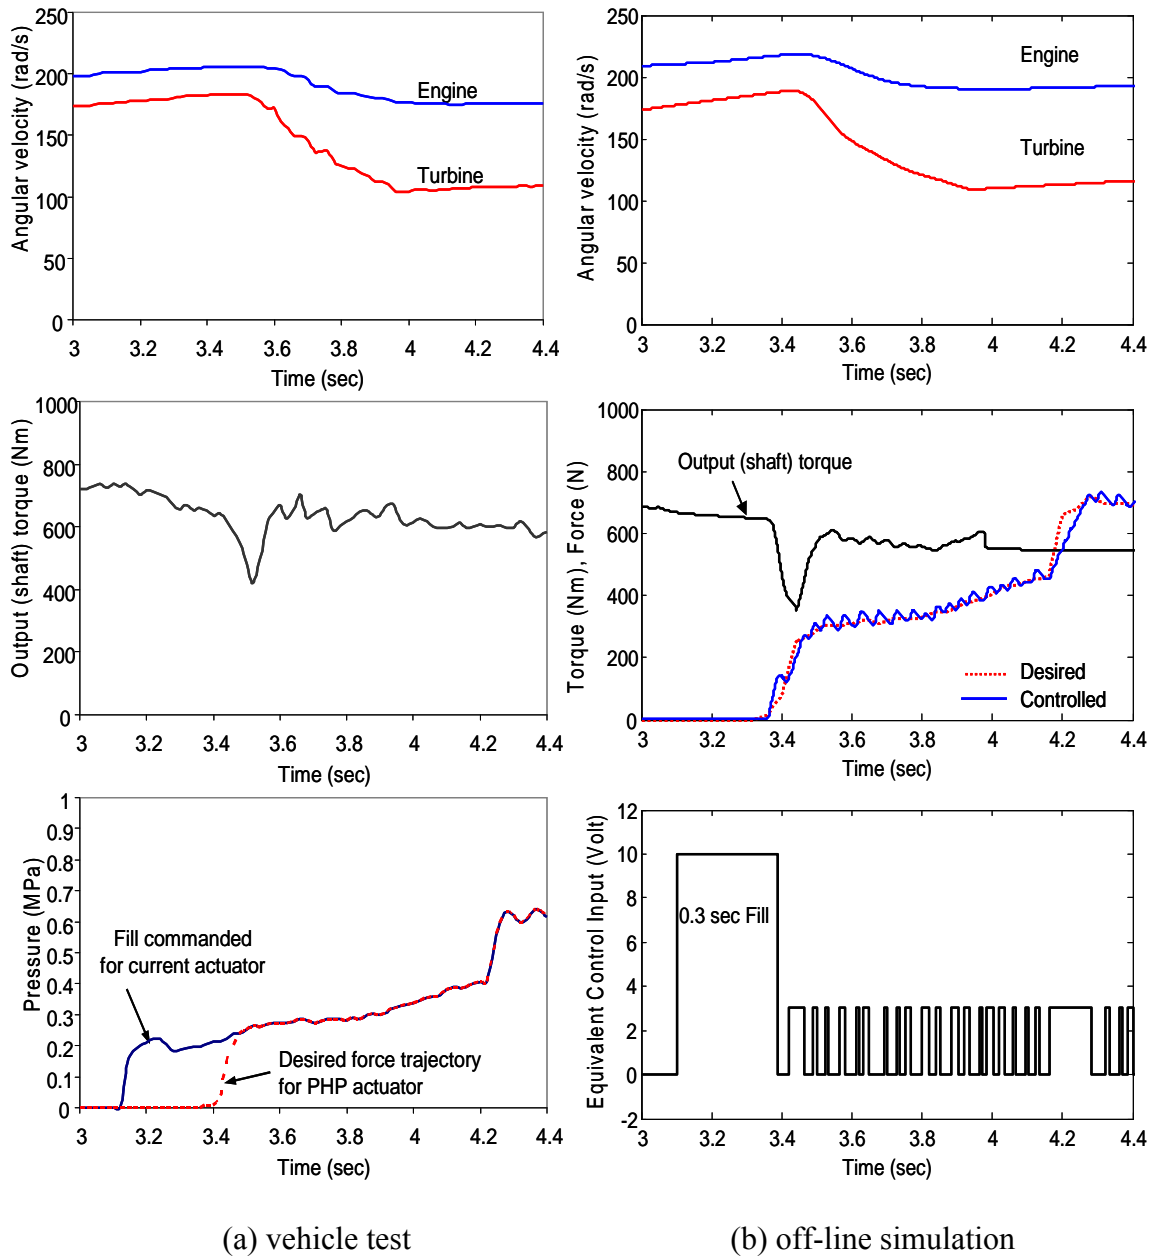 Angular velocity (rad/s)
250
200
150
100
50
0
Engine
Turbine
3 3.2 3.4 3.6 3.8 4 4.2 4.4
Time (sec)
Angular velocity (rad/s)
250
200
150
100
50
0
Engine
Turbine
3 3.2 3.4 3.6 3.8 4 4.2 4.4
Time (sec)
Output (shaft) torque (Nm)
1000
800
600
400
200
0
3 3.2 3.4 3.6 3.8 4 4.2 4.4
Time (sec)
Torque (Nm), Force (N)
1000
800
600
400
200
0
Output (shaft) torque
Desired
Controlled
3 3.2 3.4 3.6 3.8 4 4.2 4.4
Time (sec)
Pressure (MPa)
1
0.9
0.8
0.7
0.6
0.5
0.4
0.3
0.2
0.1
0
Fill commanded
for current actuator
Desired force trajectory
for PHP actuator
3 3.2 3.4 3.6 3.8 4 4.2 4.4
Time (sec)
Equivalent Control Input (Volt)
12
10
8
6
4
2
0
-2
0.3 sec Fill
3 3.2 3.4 3.6 3.8 4 4.2 4.4
Time (sec)
(a) vehicle test
(b) off-line simulation